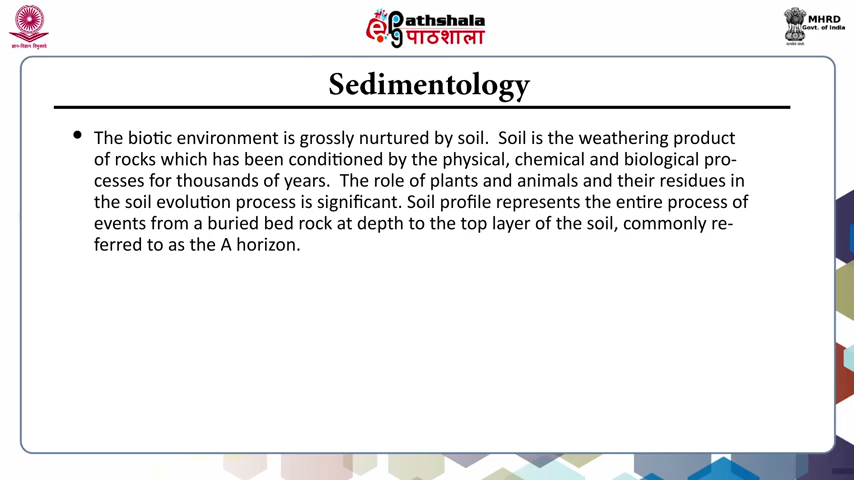 ज्ञान-विज्ञान विमुक्तये
e Pathshala
पाठशाला
MHRD
Govt. of India
Sedimentology
• The biotic environment is grossly nurtured by soil.  Soil is the weathering product
of rocks which has been conditioned by the physical, chemical and biological pro-
cesses for thousands of years.  The role of plants and animals and their residues in
the soil evolution process is significant. Soil profile represents the entire process of
events from a buried bed rock at depth to the top layer of the soil, commonly re-
ferred to as the A horizon.